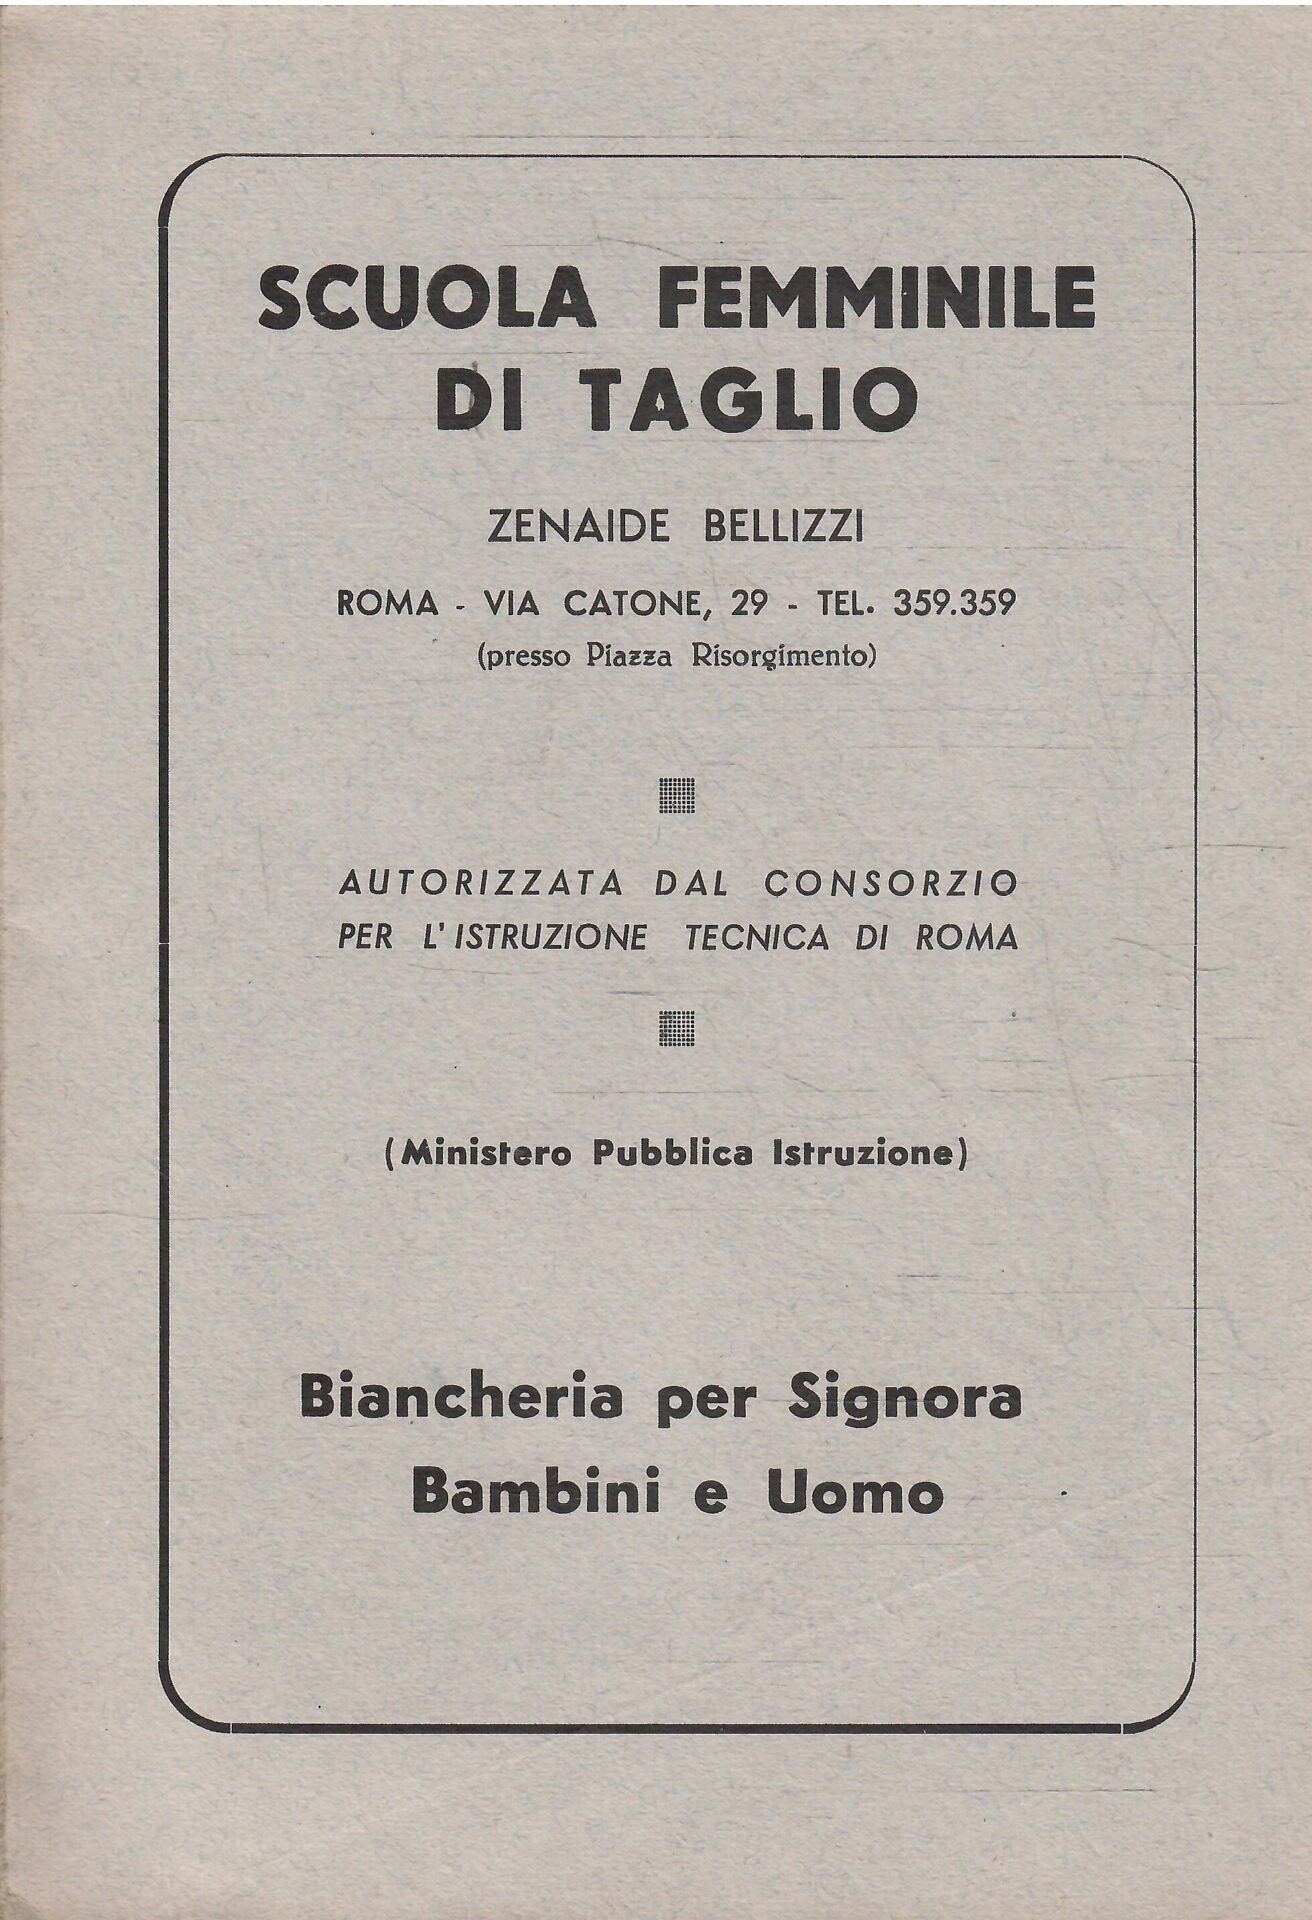 SCUOLA FEMMINILE
DI TAGLIO
ZENAIDE BELLIZZI
ROMA - VIA CATONE, 29 - TEL. 359.359
(presso Piazza Risorgimento)
AUTORIZZATA DAL CONSORZIO
PER L'ISTRUZIONE TECNICA DI ROMA
(Ministero Pubblica Istruzione)
Biancheria per Signora
Bambini e Uomo